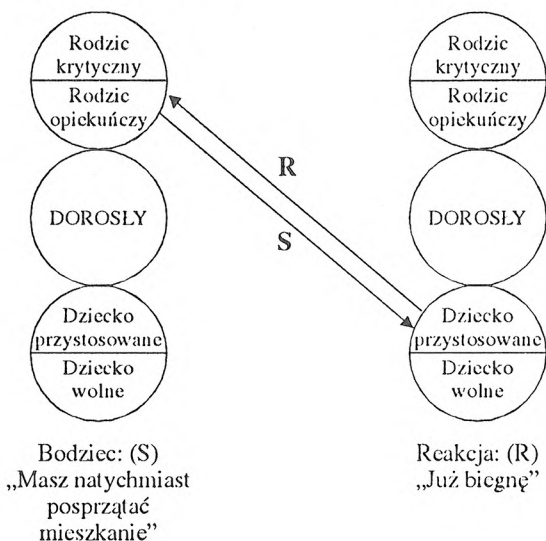 Rodzic
krytyczny
Rodzic
opiekuńczy
DOROSŁY
Dziecko
przystosowane
Dziecko
wolne
R
S
Rodzic
krytyczny
Rodzic
opiekuńczy
DOROSŁY
Dziecko
przystosowane
Dziecko
wolne
Bodziec: (S)
„Masz natychmiast
posprzątać
mieszkanie”
Reakcja: (R)
„Już biegnę”